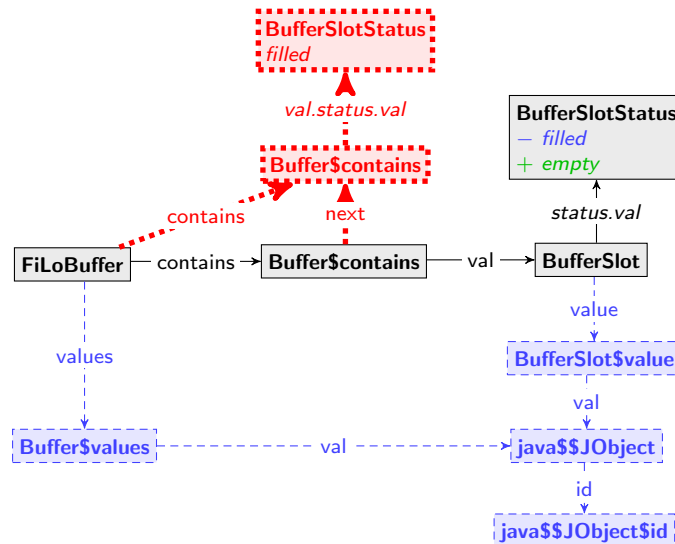 BufferSlotStatus
filled
val.status.val
BufferSlotStatus
− filled
+ empty
Buffer$contains
contains
next
status.val
FiLoBuffer
contains
Buffer$contains
val
BufferSlot
value
values
BufferSlot$value
val
Buffer$values
val
java$$JObject
id
java$$JObject$id